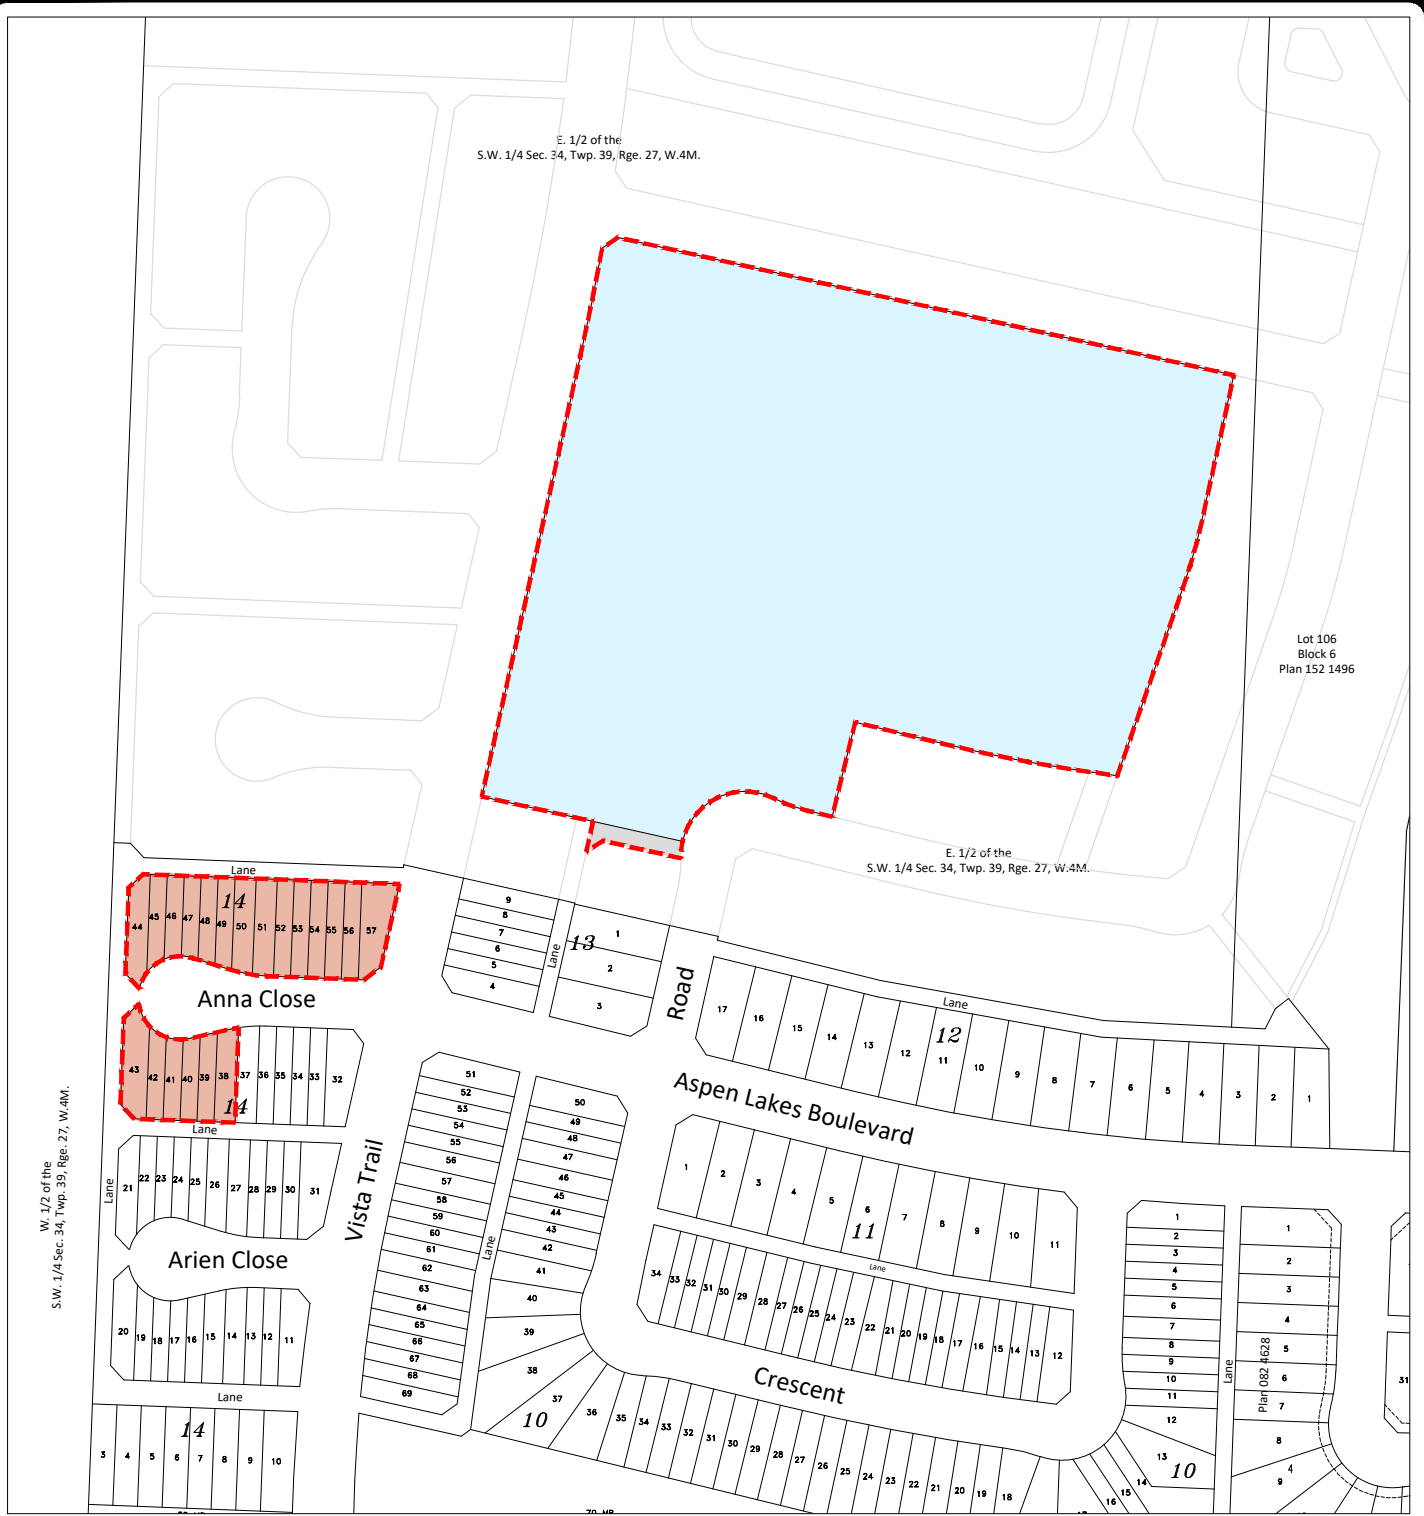 E. 1/2 of the
S.W. 1/4 Sec. 34, Twp. 39, Rge. 27, W.4M.
Lot 106
Block 6
Plan 152 1496
E. 1/2 of the
S.W. 1/4 Sec. 34, Twp. 39, Rge. 27, W.4M.
Lane
14
44 45 46 47 48 49 50 51 52 53 54 55 56 57
Anna Close
43 42 41 40 39 38 37 36 35 34 33 32
14
Lane
9
8
7
6
5
4
Lane
13
1
2
3
Road
Lane
12
17 16 15 14 13 12 11 10 9 8 7 6 5 4 3 2 1
Aspen Lakes Boulevard
W. 1/2 of the
S.W. 1/4 Sec. 34, Twp. 39, Rge. 27, W.4M.
Lane
21 22 23 24 25 26 27 28 29 30 31
Arien Close
20 19 18 17 16 15 14 13 12 11
Lane
14
3 4 5 6 7 8 9 10
Vista Trail
51
52
53
54
55
56
57
58
59
60
61
62
63
64
65
66
67
68
69
Lane
50
49
48
47
46
45
44
43
42
41
40
39
38
37
10
36 35 34 33 32 31 30 29 28 27 26 25 24 23 22 21 20 19 18
1 2 3 4 5 6 7 8 9 10 11
11
Lane
34 33 32 31 30 29 28 27 26 25 24 23 22 21 20 19 18 17 16 15 14 13 12
Crescent
1
2
3
4
5
6
7
8
9
10
11
12
13
14
15
16
10
Lane
Plan 082 4628
1
2
3
4
5
6
7
8
9
4
31
70 MR